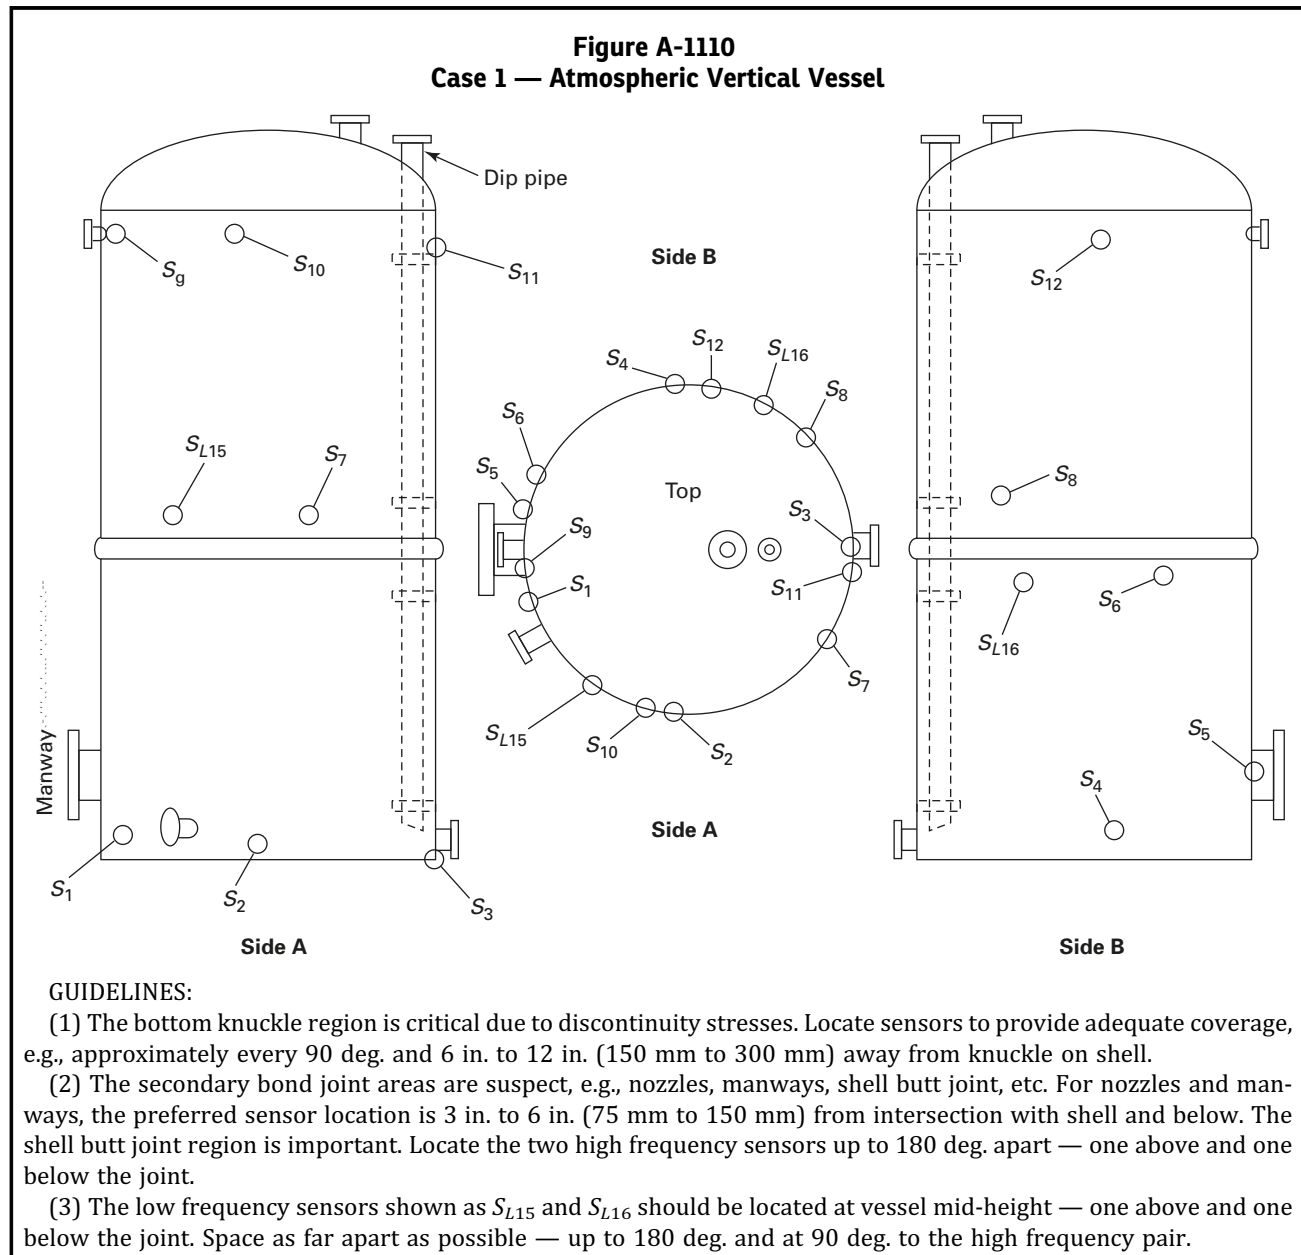 Figure A-1110
Case 1 — Atmospheric Vertical Vessel
Dip pipe
Sg
S10
S11
Side B
S12
S12
SL16
S4
S8
S6
SL15
S7
S5
Top
S8
S3
S9
S11
S1
S6
SL16
S7
SL15
S10
S2
Manway
S5
S4
Side A
S1
S2
S3
Side A
Side B
GUIDELINES:
(1) The bottom knuckle region is critical due to discontinuity stresses. Locate sensors to provide adequate coverage,
e.g., approximately every 90 deg. and 6 in. to 12 in. (150 mm to 300 mm) away from knuckle on shell.
(2) The secondary bond joint areas are suspect, e.g., nozzles, manways, shell butt joint, etc. For nozzles and man-
ways, the preferred sensor location is 3 in. to 6 in. (75 mm to 150 mm) from intersection with shell and below. The
shell butt joint region is important. Locate the two high frequency sensors up to 180 deg. apart — one above and one
below the joint.
(3) The low frequency sensors shown as SL15 and SL16 should be located at vessel mid-height — one above and one
below the joint. Space as far apart as possible — up to 180 deg. and at 90 deg. to the high frequency pair.